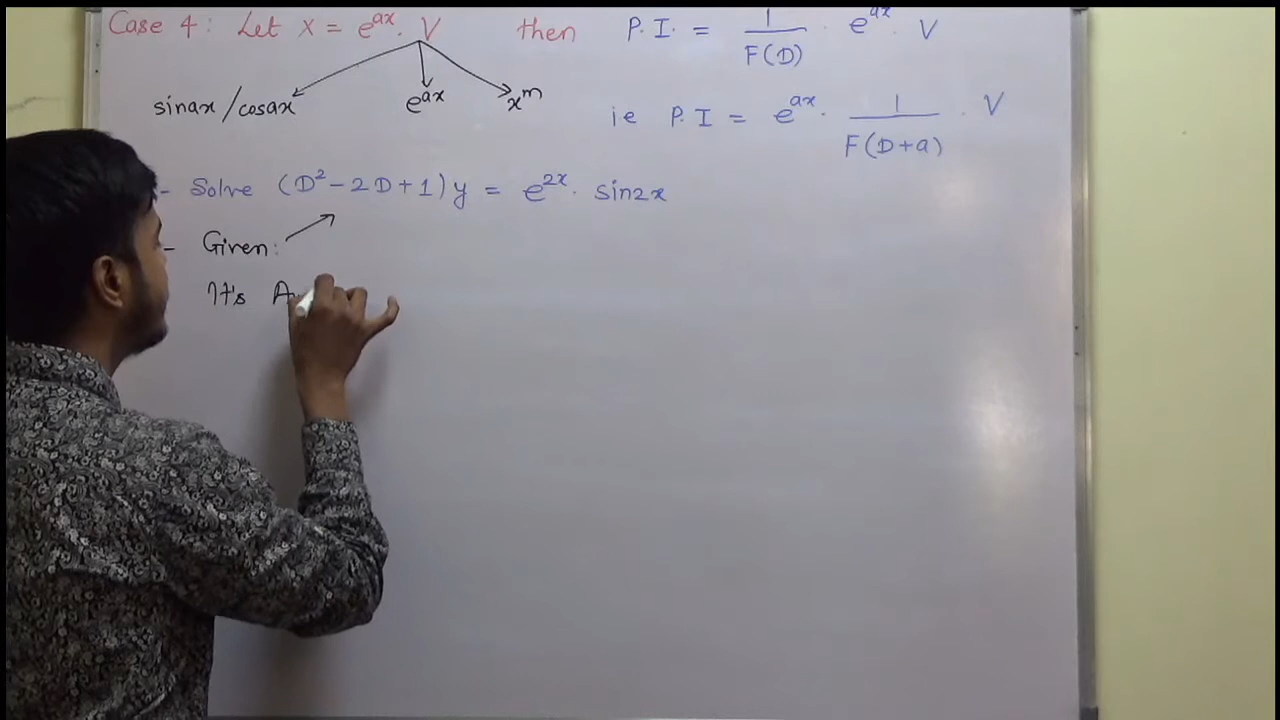 Case 4: Let X = e^{ax}. V then P.I. = 1/F(D) . e^{ax}. V
sinax/cosax e^{ax} x^m
ie P.I = e^{ax}. 1/F(D+a) . V
- Solve (D² - 2D + 1)y = e^{2x}. sin2x
- Given:
It's A